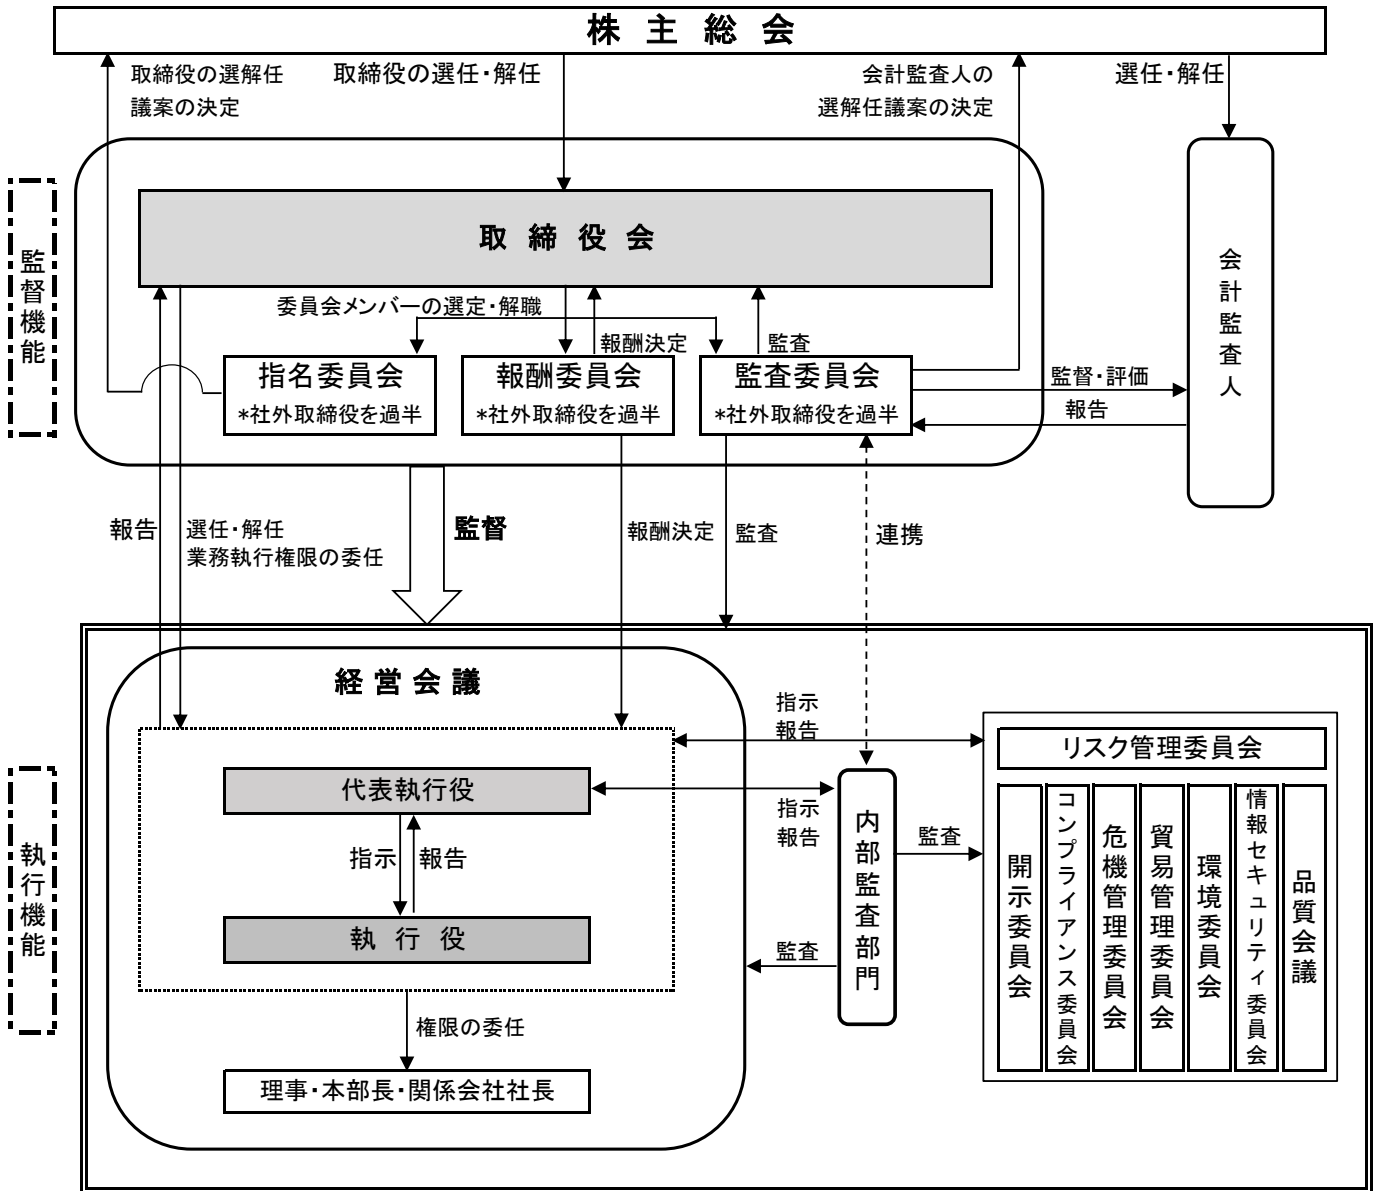 株主総会
取締役の選解任
議案の決定
取締役の選任・解任
会計監査人の
選解任議案の決定
選任・解任
監督機能
取締役会
会計監査人
委員会メンバーの選定・解職
報酬決定
監査
指名委員会
*社外取締役を過半
報酬委員会
*社外取締役を過半
監査委員会
*社外取締役を過半
監督・評価
報告
報告
選任・解任
業務執行権限の委任
監督
報酬決定
監査
連携
執行機能
経営会議
代表執行役
指示
報告
執行役
権限の委任
理事・本部長・関係会社社長
指示
報告
指示
報告
内部監査部門
監査
監査
リスク管理委員会
開示委員会
コンプライアンス委員会
危機管理委員会
貿易管理委員会
環境委員会
情報セキュリティ委員会
品質会議